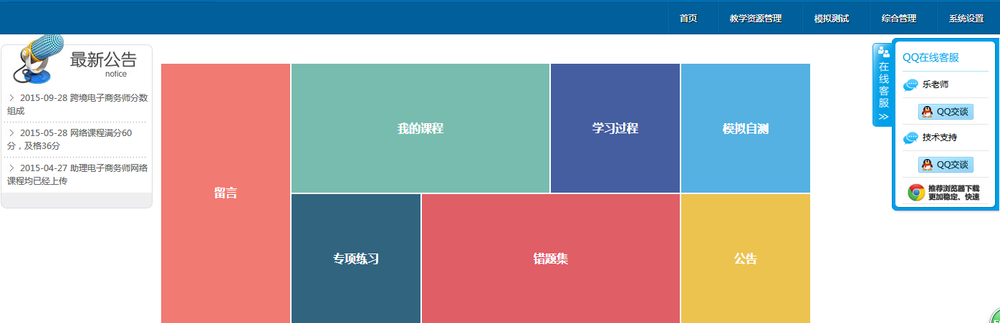 首页
教学资源管理
模拟测试
综合管理
系统设置
最新公告
notice
2015-09-28 跨境电子商务师分数
组成
2015-05-28 网络课程满分60
分，及格36分
2015-04-27 助理电子商务师网络
课程均已经上传
留言
我的课程
学习过程
模拟自测
专项练习
错题集
公告
在线客服
QQ在线客服
乐老师
QQ交谈
技术支持
QQ交谈
推荐浏览器下载
更加稳定、快速